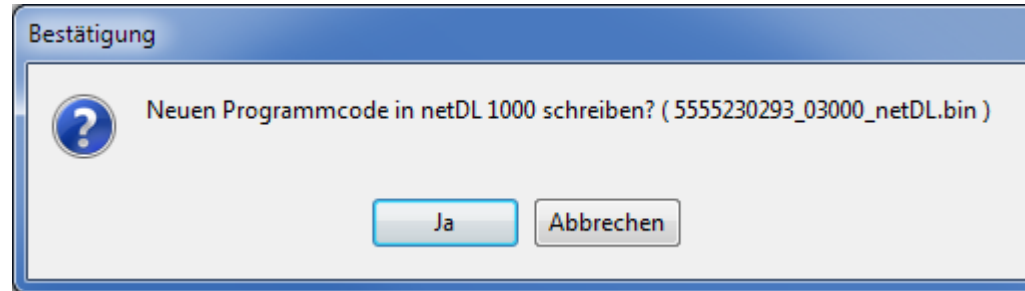 Bestätigung
Neuen Programmcode in netDL 1000 schreiben? ( 5555230293_03000_netDL.bin )
Ja
Abbrechen